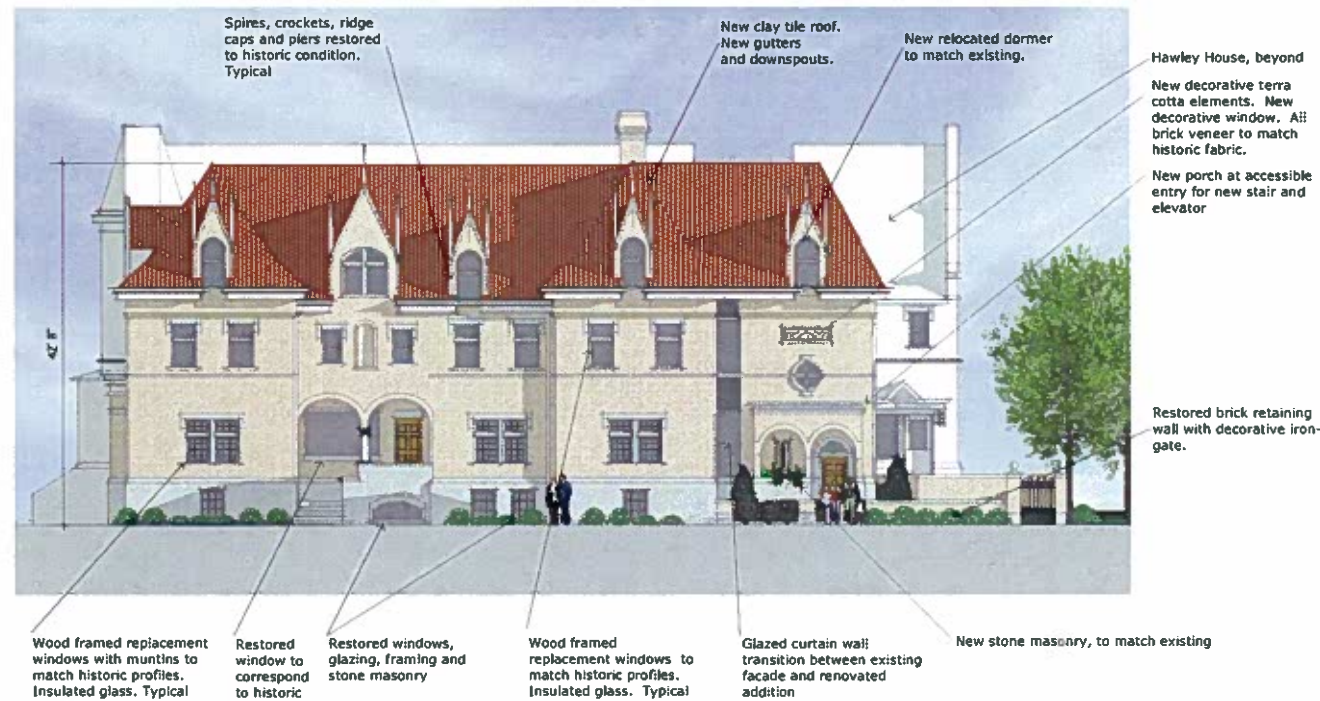 Spires, crockets, ridge
caps and piers restored
to historic condition.
Typical
New clay tile roof.
New gutters
and downspouts.
New relocated dormer
to match existing.
Hawley House, beyond
New decorative terra
cotta elements. New
decorative window. All
brick veneer to match
historic fabric.
New porch at accessible
entry for new stair and
elevator
Restored brick retaining
wall with decorative iron-
gate.
Wood framed replacement
windows with muntins to
match historic profiles.
Insulated glass. Typical
Restored
window to
correspond
to historic
Restored windows,
glazing, framing and
stone masonry
Wood framed
replacement windows to
match historic profiles.
Insulated glass. Typical
Glazed curtain wall
transition between existing
facade and renovated
addition
New stone masonry, to match existing